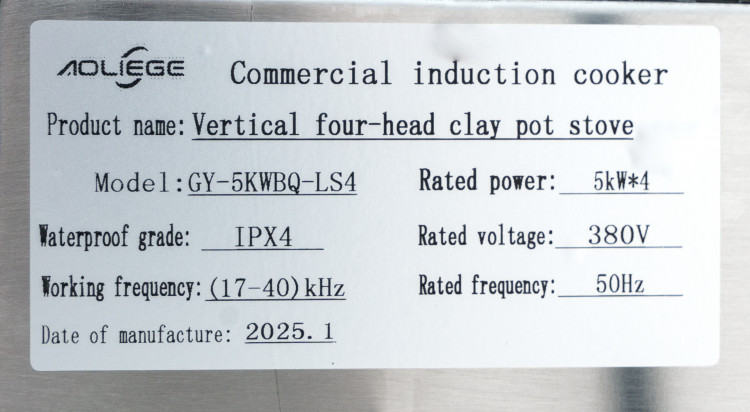 AOLIEGE Commercial induction cooker
Product name: Vertical four-head clay pot stove
Model: GY-5KWBQ-LS4 Rated power: 5kW*4
Waterproof grade: IPX4 Rated voltage: 380V
Working frequency: (17-40)kHz Rated frequency: 50Hz
Date of manufacture: 2025.1